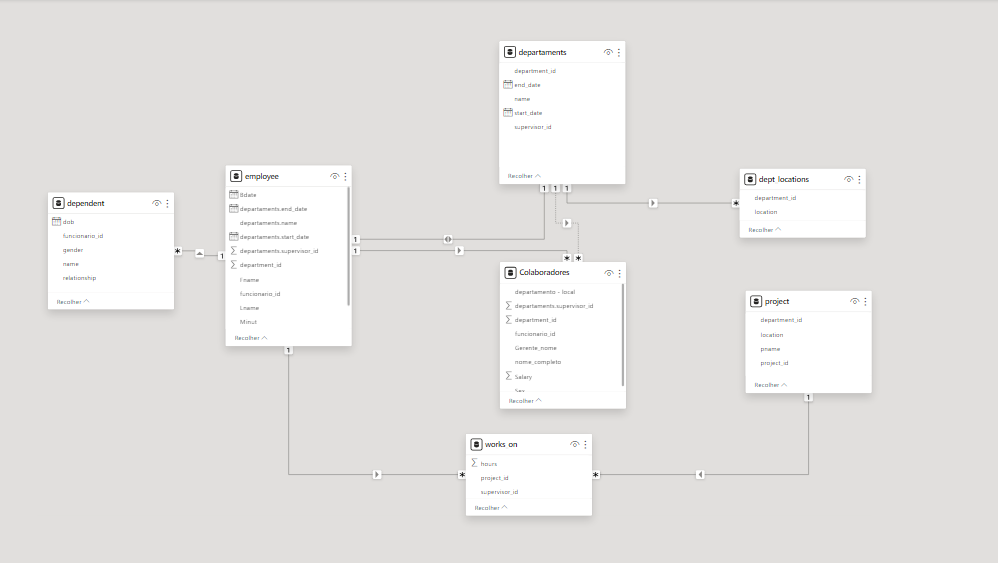 departaments
department_id
end_date
name
start_date
supervisor_id
Recolher
1 1 1
employee
Bdate
departaments.end_date
departaments.name
departaments.start_date
departaments.supervisor_id
department_id
Fname
funcionario_id
Lname
Minut
Recolher
1
1
1
1
dependent
dob
funcionario_id
gender
name
relationship
Recolher
*
dept_locations
department_id
location
Recolher
*
* *
Colaboradores
departamento - local
departaments.supervisor_id
department_id
funcionario_id
Gerente_nome
nome_completo
Salary
Sex
Recolher
project
department_id
location
pname
project_id
Recolher
1
works_on
hours
project_id
supervisor_id
Recolher
* *